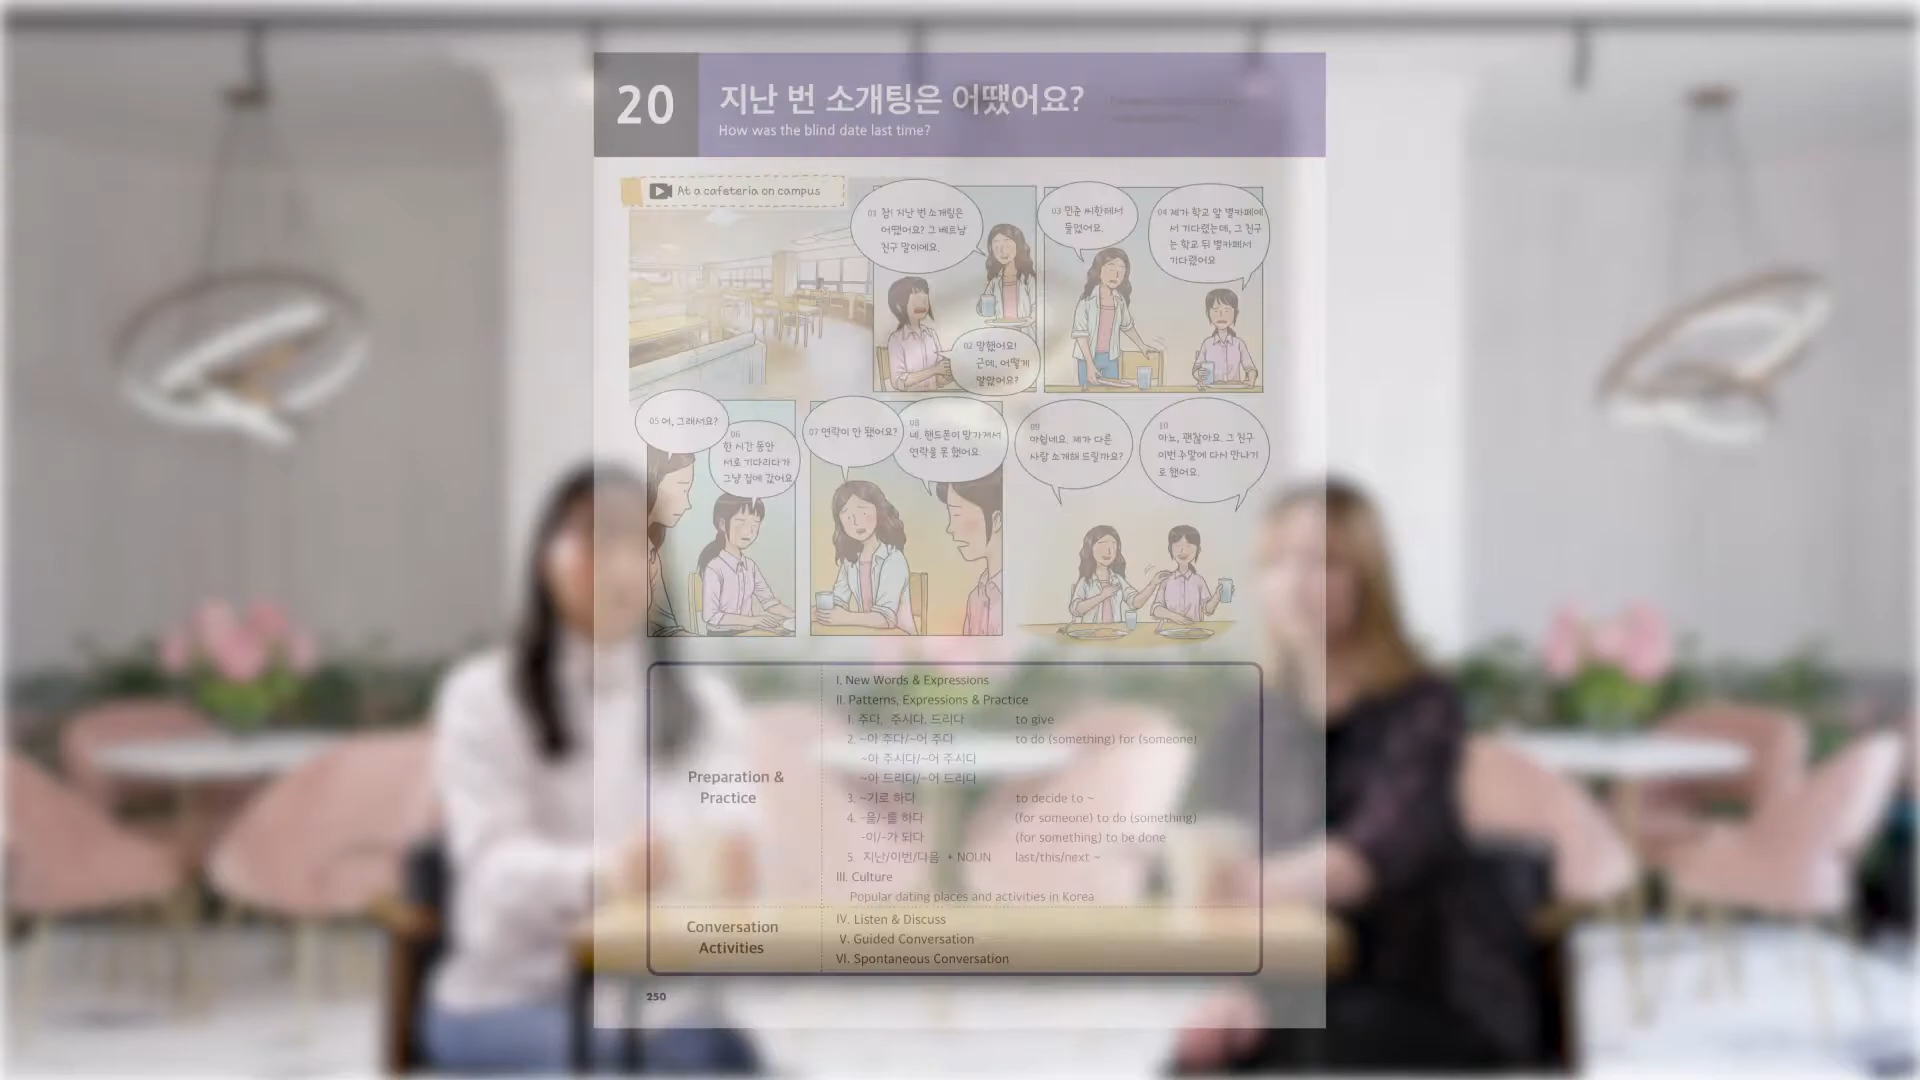 20
지난 번 소개팅은 어땠어요?
How was the blind date last time?
At a cafeteria on campus
01 참! 지난 번 소개팅은
어땠어요? 그 베트남
친구 말이에요.
02 망했어요!
근데, 어떻게
알았어요?
03 민준 씨한테서
들었어요.
04 제가 학교 앞 별카페에
서 기다렸는데, 그 친구
는 학교 뒤 별카페서
기다렸어요
05 어, 그래서요?
06
한 시간 동안
서로 기다리다가
그냥 집에 갔어요
07 연락이 안 됐어요?
08
네. 핸드폰이 망가져서
연락을 못 했어요.
09
아쉽네요. 제가 다른
사람 소개해 드릴까요?
10
아뇨, 괜찮아요. 그 친구
이번 주말에 다시 만나기
로 했어요.
Preparation &
Practice
I. New Words & Expressions
II. Patterns, Expressions & Practice
1. 주다, 주시다, 드리다 to give
2. ~아 주다/~어 주다 to do (something) for (someone)
~아 주시다/~어 주시다
~아 드리다/~어 드리다
3. ~기로 하다 to decide to ~
4. -을/-를 하다 (for someone) to do (something)
-이/-가 되다 (for something) to be done
5. 지난/이번/다음 + NOUN last/this/next ~
III. Culture
Popular dating places and activities in Korea
Conversation
Activities
IV. Listen & Discuss
V. Guided Conversation
VI. Spontaneous Conversation
250